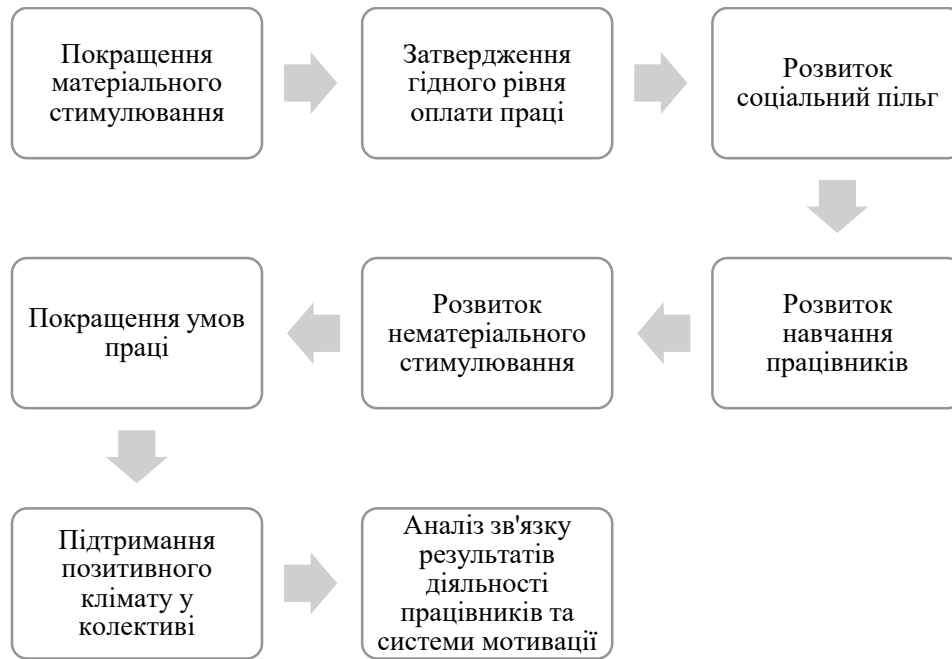 Покращення
матеріального
стимулювання
Затвердження
гідного рівня
оплати праці
Розвиток
соціальний пільг
Розвиток
навчання
працівників
Розвиток
нематеріального
стимулювання
Покращення умов
праці
Підтримання
позитивного
клімату у
колективі
Аналіз зв'язку
результатів
діяльності
працівників та
системи мотивації